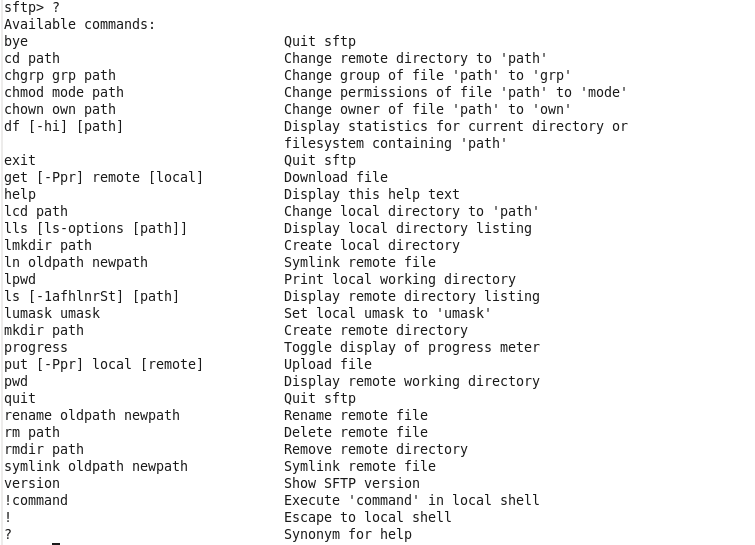 sftp> ?
Available commands:
bye                                Quit sftp
cd path                            Change remote directory to 'path'
chgrp grp path                     Change group of file 'path' to 'grp'
chmod mode path                    Change permissions of file 'path' to 'mode'
chown own path                     Change owner of file 'path' to 'own'
df [-hi] [path]                    Display statistics for current directory or
                                   filesystem containing 'path'
exit                               Quit sftp
get [-Ppr] remote [local]          Download file
help                               Display this help text
lcd path                           Change local directory to 'path'
lls [ls-options [path]]            Display local directory listing
lmkdir path                        Create local directory
ln oldpath newpath                 Symlink remote file
lpwd                               Print local working directory
ls [-1afhlnrSt] [path]             Display remote directory listing
lumask umask                       Set local umask to 'umask'
mkdir path                         Create remote directory
progress                           Toggle display of progress meter
put [-Ppr] local [remote]          Upload file
pwd                                Display remote working directory
quit                               Quit sftp
rename oldpath newpath             Rename remote file
rm path                            Delete remote file
rmdir path                         Remove remote directory
symlink oldpath newpath            Symlink remote file
version                            Show SFTP version
!command                           Execute 'command' in local shell
!                                  Escape to local shell
?                                  Synonym for help